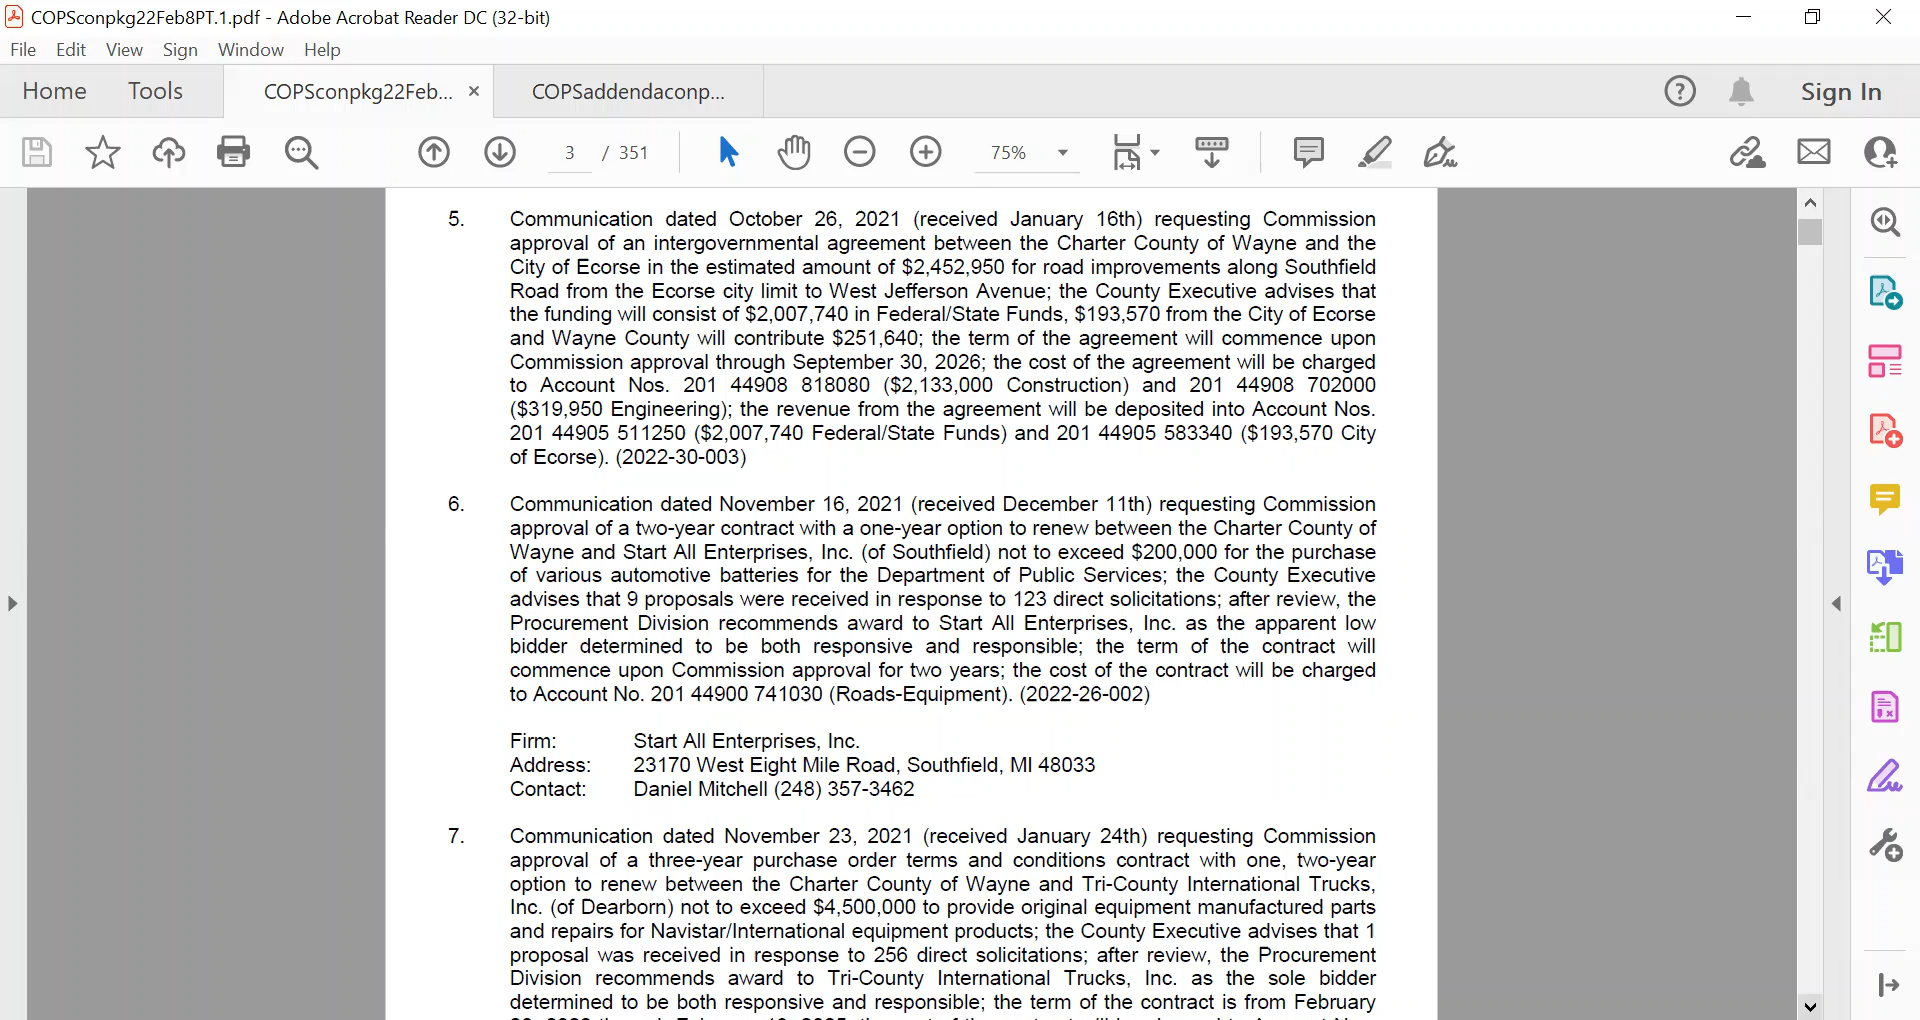 COPSconpkg22Feb8PT.1.pdf - Adobe Acrobat Reader DC (32-bit)
File Edit View Sign Window Help
Home Tools COPSconpkg22Feb... × COPSaddendaconp... Sign In
3 / 351 75%
5. Communication dated October 26, 2021 (received January 16th) requesting Commission
approval of an intergovernmental agreement between the Charter County of Wayne and the
City of Ecorse in the estimated amount of $2,452,950 for road improvements along Southfield
Road from the Ecorse city limit to West Jefferson Avenue; the County Executive advises that
the funding will consist of $2,007,740 in Federal/State Funds, $193,570 from the City of Ecorse
and Wayne County will contribute $251,640; the term of the agreement will commence upon
Commission approval through September 30, 2026; the cost of the agreement will be charged
to Account Nos. 201 44908 818080 ($2,133,000 Construction) and 201 44908 702000
($319,950 Engineering); the revenue from the agreement will be deposited into Account Nos.
201 44905 511250 ($2,007,740 Federal/State Funds) and 201 44905 583340 ($193,570 City
of Ecorse). (2022-30-003)
6. Communication dated November 16, 2021 (received December 11th) requesting Commission
approval of a two-year contract with a one-year option to renew between the Charter County of
Wayne and Start All Enterprises, Inc. (of Southfield) not to exceed $200,000 for the purchase
of various automotive batteries for the Department of Public Services; the County Executive
advises that 9 proposals were received in response to 123 direct solicitations; after review, the
Procurement Division recommends award to Start All Enterprises, Inc. as the apparent low
bidder determined to be both responsive and responsible; the term of the contract will
commence upon Commission approval for two years; the cost of the contract will be charged
to Account No. 201 44900 741030 (Roads-Equipment). (2022-26-002)
Firm: Start All Enterprises, Inc.
Address: 23170 West Eight Mile Road, Southfield, MI 48033
Contact: Daniel Mitchell (248) 357-3462
7. Communication dated November 23, 2021 (received January 24th) requesting Commission
approval of a three-year purchase order terms and conditions contract with one, two-year
option to renew between the Charter County of Wayne and Tri-County International Trucks,
Inc. (of Dearborn) not to exceed $4,500,000 to provide original equipment manufactured parts
and repairs for Navistar/International equipment products; the County Executive advises that 1
proposal was received in response to 256 direct solicitations; after review, the Procurement
Division recommends award to Tri-County International Trucks, Inc. as the sole bidder
determined to be both responsive and responsible; the term of the contract is from February